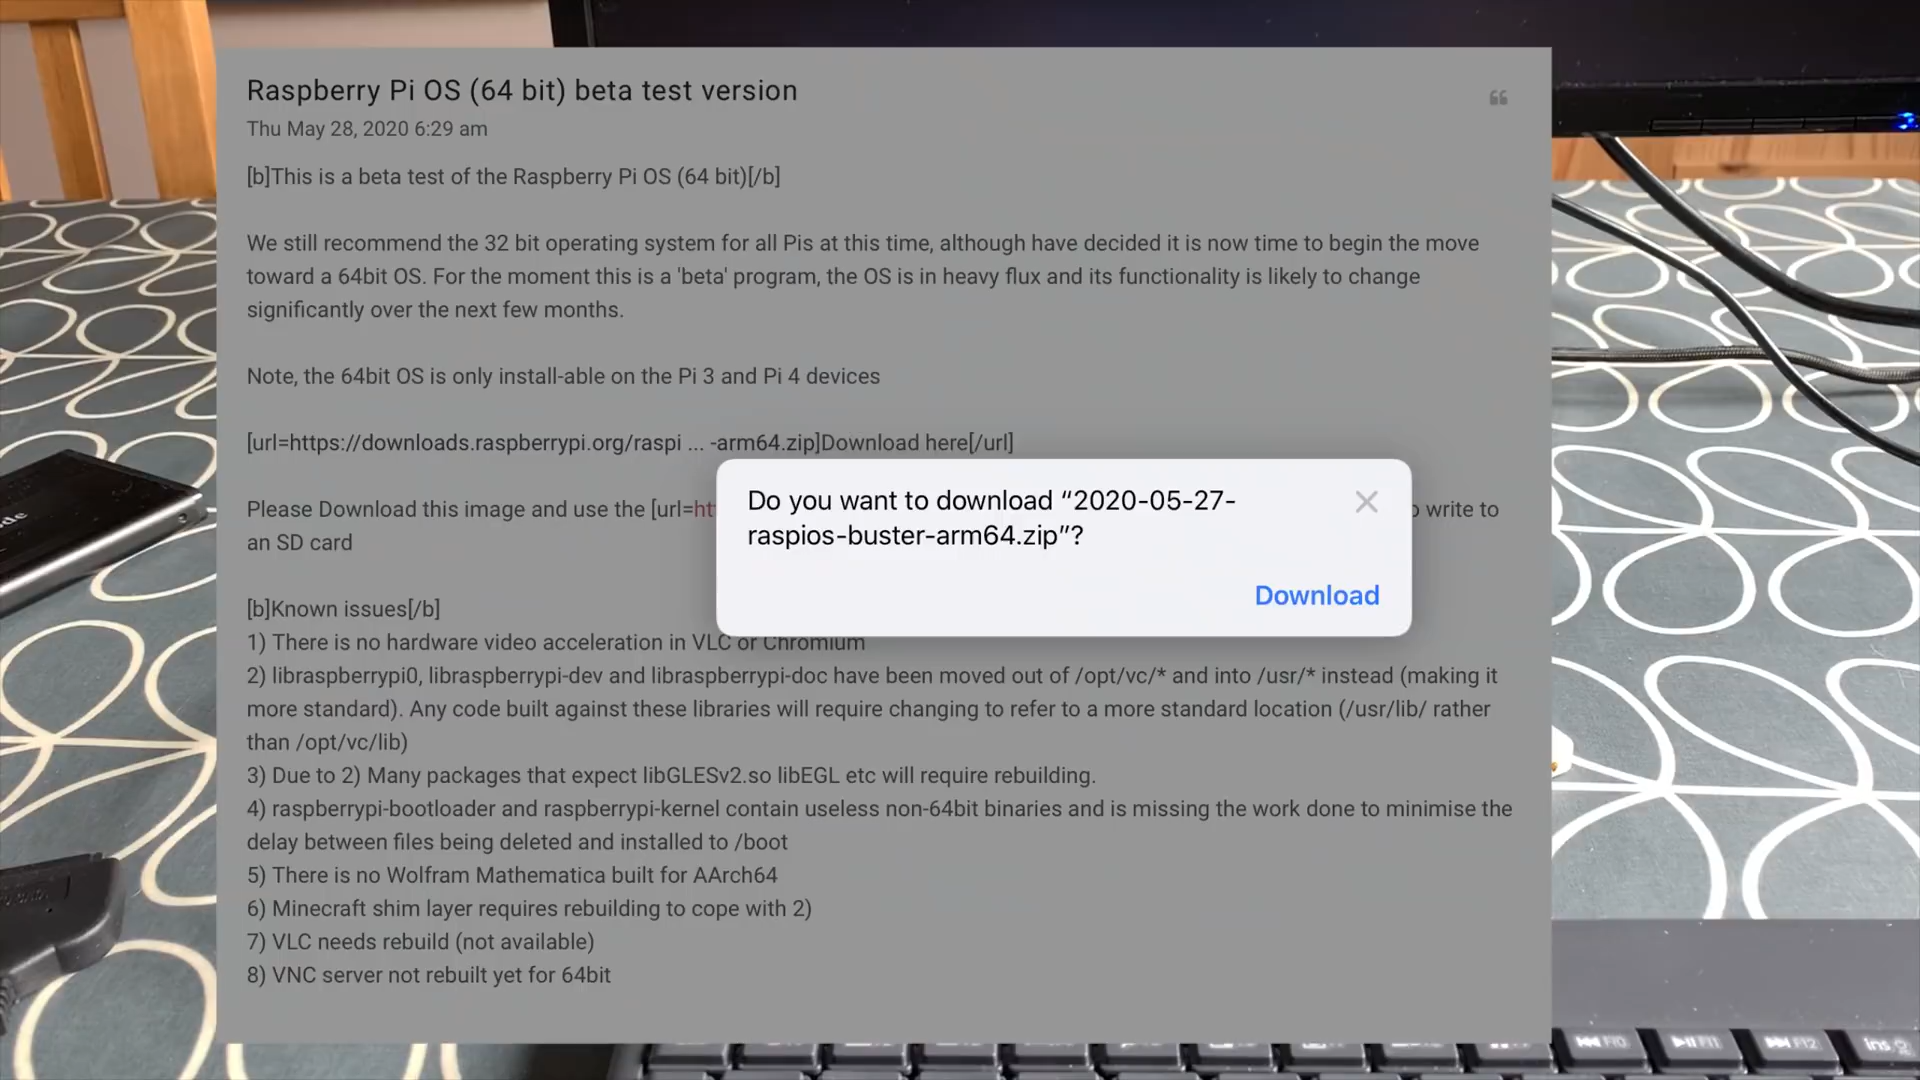 Raspberry Pi OS (64 bit) beta test version
Thu May 28, 2020 6:29 am
[b]This is a beta test of the Raspberry Pi OS (64 bit)[/b]
We still recommend the 32 bit operating system for all Pis at this time, although have decided it is now time to begin the move
toward a 64bit OS. For the moment this is a 'beta' program, the OS is in heavy flux and its functionality is likely to change
significantly over the next few months.
Note, the 64bit OS is only install-able on the Pi 3 and Pi 4 devices
[url=https://downloads.raspberrypi.org/raspi ... -arm64.zip]Download here[/url]
Do you want to download “2020-05-27-
raspios-buster-arm64.zip”?
Download
Please Download this image and use the [url=ht write to
an SD card
[b]Known issues[/b]
1) There is no hardware video acceleration in VLC or Chromium
2) libraspberrypi0, libraspberrypi-dev and libraspberrypi-doc have been moved out of /opt/vc/* and into /usr/* instead (making it
more standard). Any code built against these libraries will require changing to refer to a more standard location (/usr/lib/ rather
than /opt/vc/lib)
3) Due to 2) Many packages that expect libGLESv2.so libEGL etc will require rebuilding.
4) raspberrypi-bootloader and raspberrypi-kernel contain useless non-64bit binaries and is missing the work done to minimise the
delay between files being deleted and installed to /boot
5) There is no Wolfram Mathematica built for AArch64
6) Minecraft shim layer requires rebuilding to cope with 2)
7) VLC needs rebuild (not available)
8) VNC server not rebuilt yet for 64bit
F10 F11 F12 ins